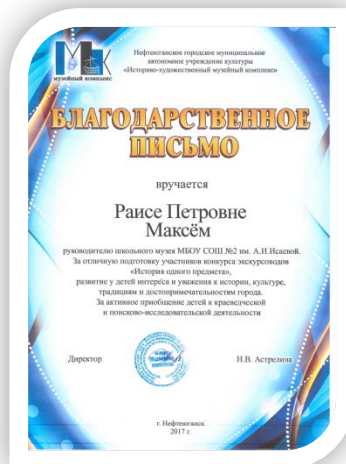 МК
музейный комплекс
Нефтеюганское городское муниципальное
автономное учреждение культуры
«Историко-художественный музейный комплекс»
БЛАГОДАРСТВЕННОЕ
ПИСЬМО
вручается
Раисе Петровне
Максём
руководителю школьного музея МБОУ СОШ №2 им. А.И.Исаевой.
За отличную подготовку участников конкурса экскурсоводов
«История одного предмета»,
развитие у детей интереса и уважения к истории, культуре,
традициям и достопримечательностям города.
За активное приобщение детей к краеведческой
и поисково-исследовательской деятельности
Директор
Н.В. Астрелина
г. Нефтеюганск
2017 г.